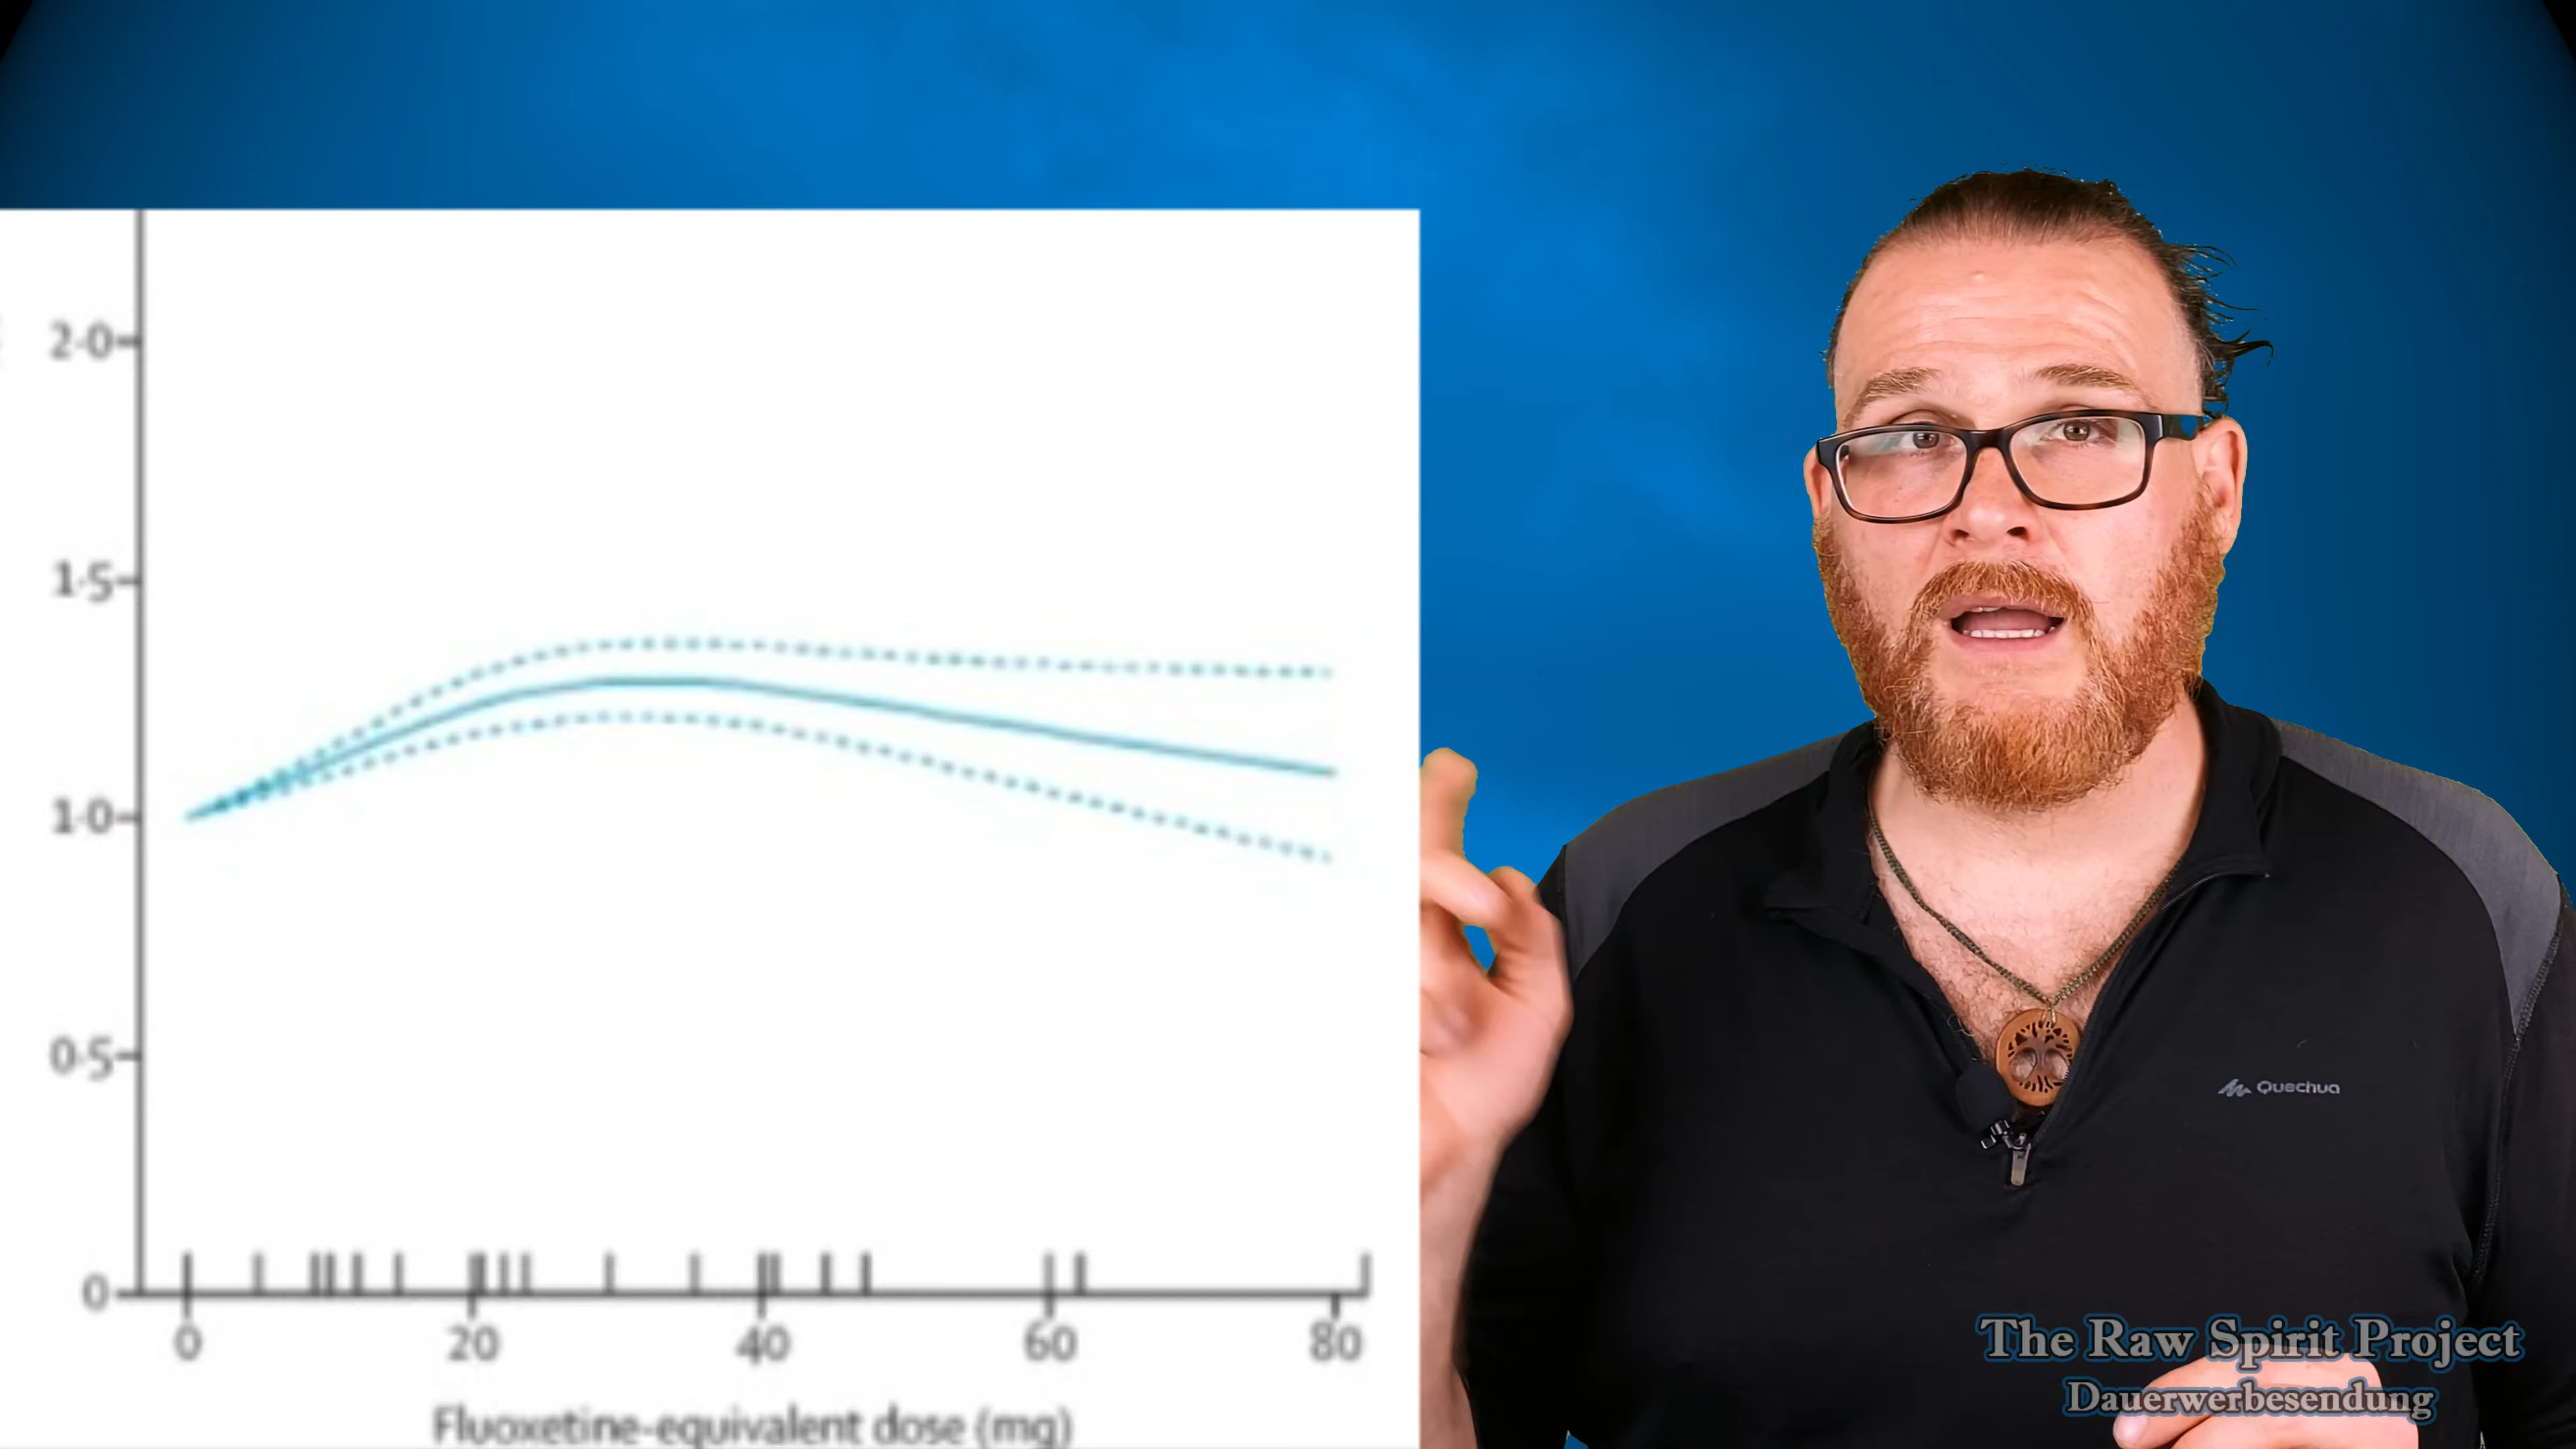 2·0
1·5
1·0
0·5
0
0 20 40 60 80
Fluoxetine-equivalent dose (mg)
Quechua
The Raw Spirit Project
Dauerwerbesendung